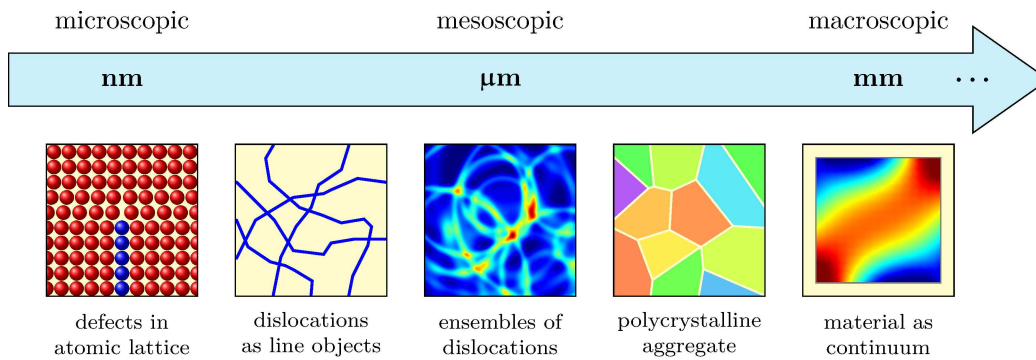 microscopic mesoscopic macroscopic
nm μm mm ···
defects in dislocations ensembles of polycrystalline material as
atomic lattice as line objects dislocations aggregate continuum